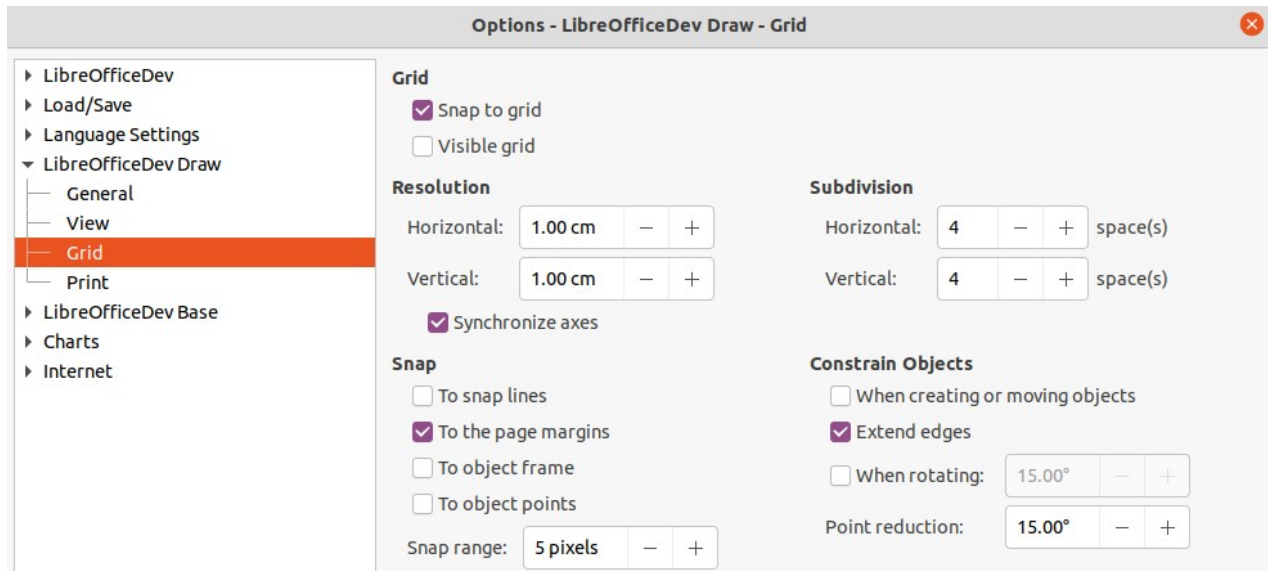 Options - LibreOfficeDev Draw - Grid
LibreOfficeDev
Load/Save
Language Settings
LibreOfficeDev Draw
General
View
Grid
Print
LibreOfficeDev Base
Charts
Internet
Grid
Snap to grid
Visible grid
Resolution
Horizontal: 1.00 cm
Vertical: 1.00 cm
Synchronize axes
Subdivision
Horizontal: 4 space(s)
Vertical: 4 space(s)
Snap
To snap lines
To the page margins
To object frame
To object points
Snap range: 5 pixels
Constrain Objects
When creating or moving objects
Extend edges
When rotating: 15.00°
Point reduction: 15.00°